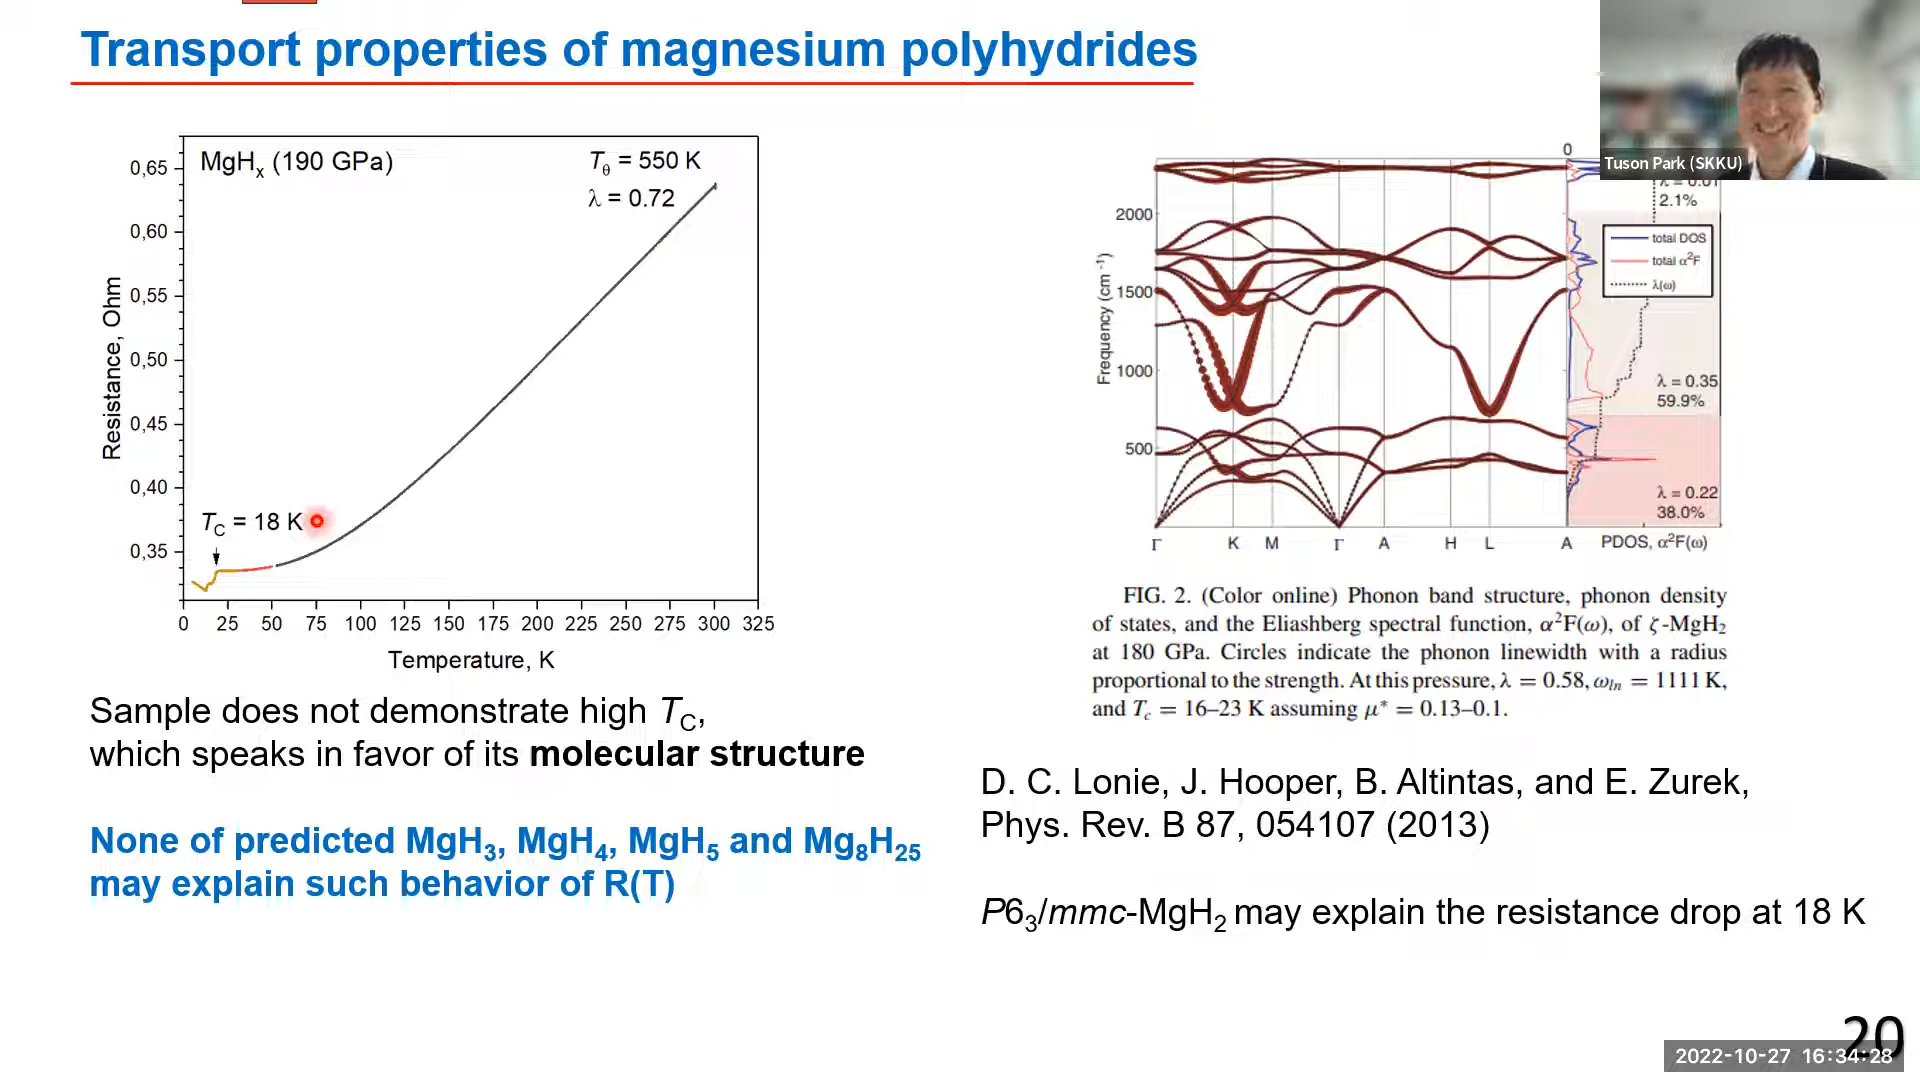 Transport properties of magnesium polyhydrides
Tuson Park (SKKU)
MgHx (190 GPa)
Tθ = 550 K
λ = 0.72
TC = 18 K
Resistance, Ohm
0,65
0,60
0,55
0,50
0,45
0,40
0,35
0 25 50 75 100 125 150 175 200 225 250 275 300 325
Temperature, K
0
2.1%
total DOS
total α²F
λ(ω)
λ = 0.35
59.9%
λ = 0.22
38.0%
Frequency (cm⁻¹)
2000
1500
1000
500
Γ K M Γ A H L A PDOS, α²F(ω)
FIG. 2. (Color online) Phonon band structure, phonon density
of states, and the Eliashberg spectral function, α²F(ω), of ζ-MgH₂
at 180 GPa. Circles indicate the phonon linewidth with a radius
proportional to the strength. At this pressure, λ = 0.58, ωln = 1111 K,
and Tc = 16–23 K assuming μ* = 0.13–0.1.
Sample does not demonstrate high TC,
which speaks in favor of its molecular structure
None of predicted MgH₃, MgH₄, MgH₅ and Mg₈H₂₅
may explain such behavior of R(T)
D. C. Lonie, J. Hooper, B. Altintas, and E. Zurek,
Phys. Rev. B 87, 054107 (2013)
P6₃/mmc-MgH₂ may explain the resistance drop at 18 K
20
2022-10-27 16:34:28